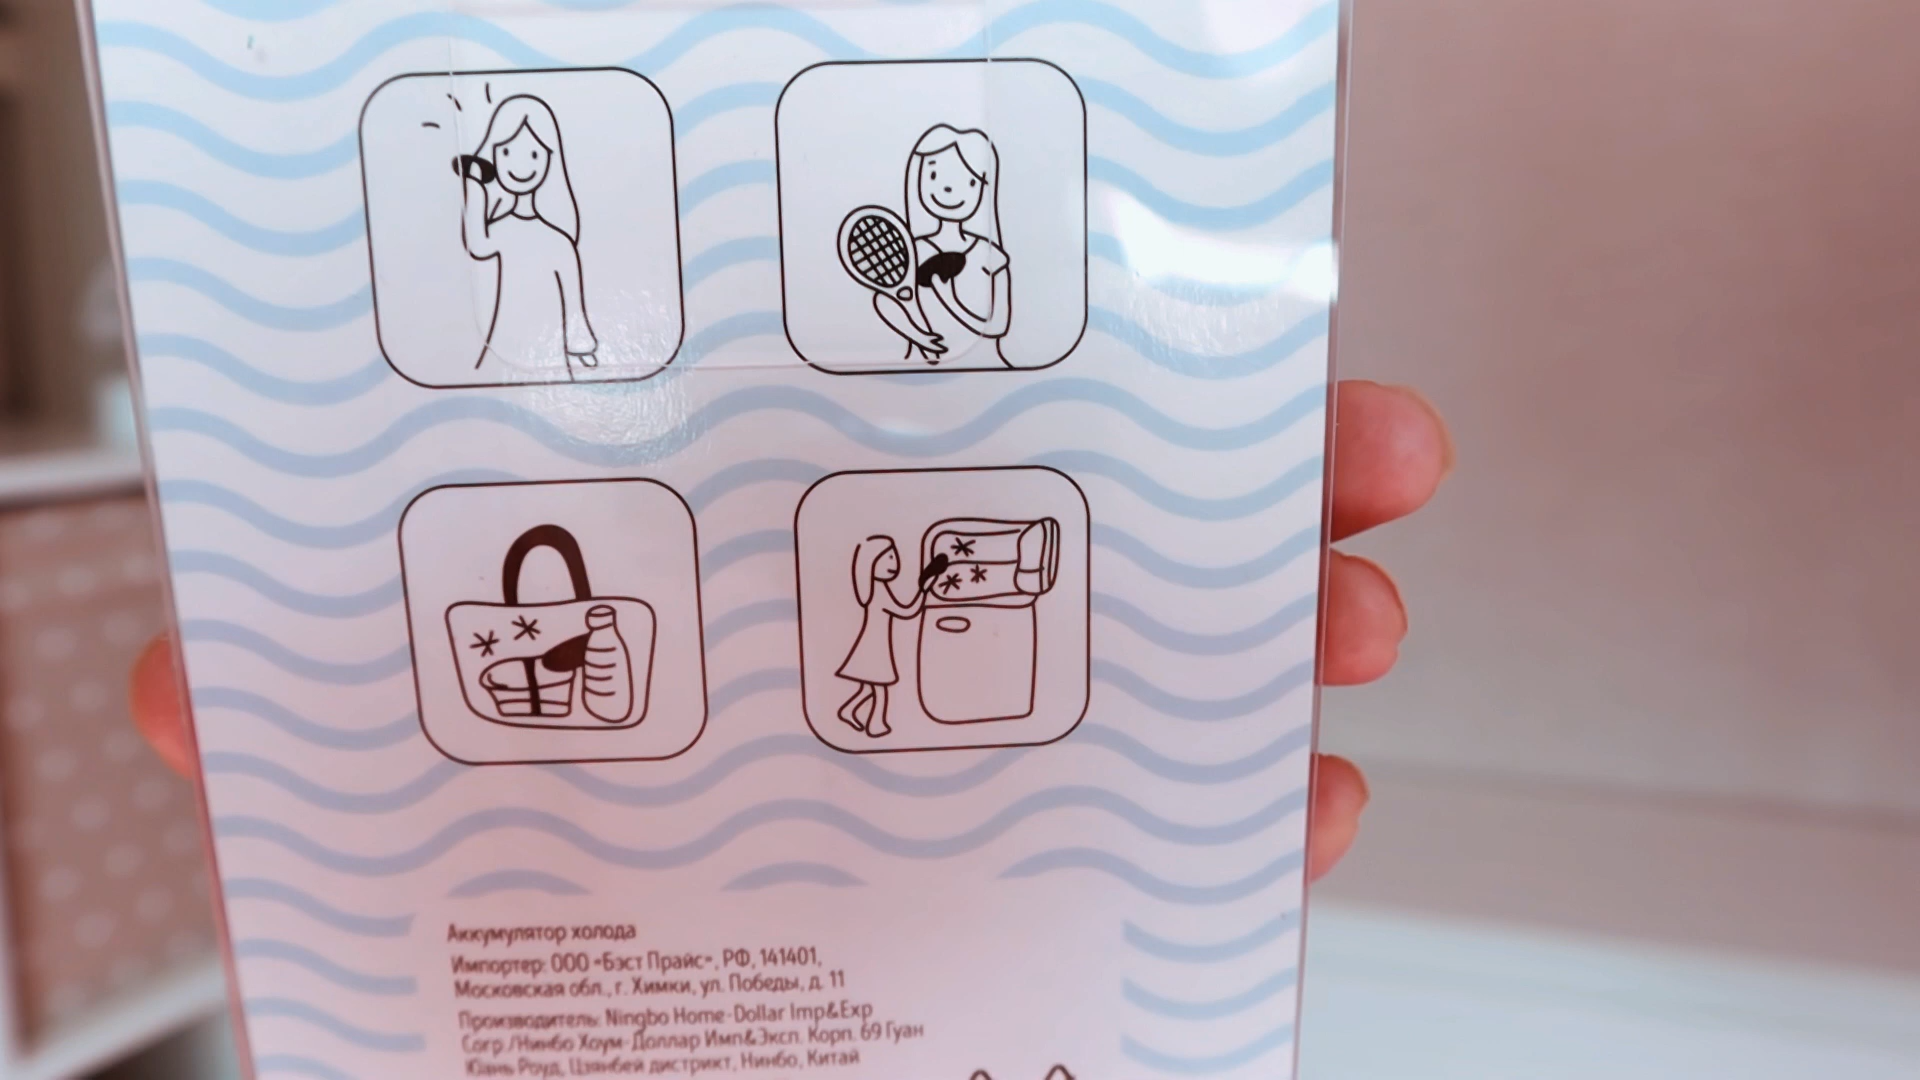 Аккумулятор холода
Импортер: ООО «Бэст Прайс», РФ, 141401,
Московская обл., г. Химки, ул. Победы, д. 11
Производитель: Ningbo Home-Dollar Imp&Exp
Corp./Нинбо Хоум-Доллар Имп&Эксп. Корп. 69 Гуан
Юань Роуд, Цзянбей дистрикт, Нинбо, Китай